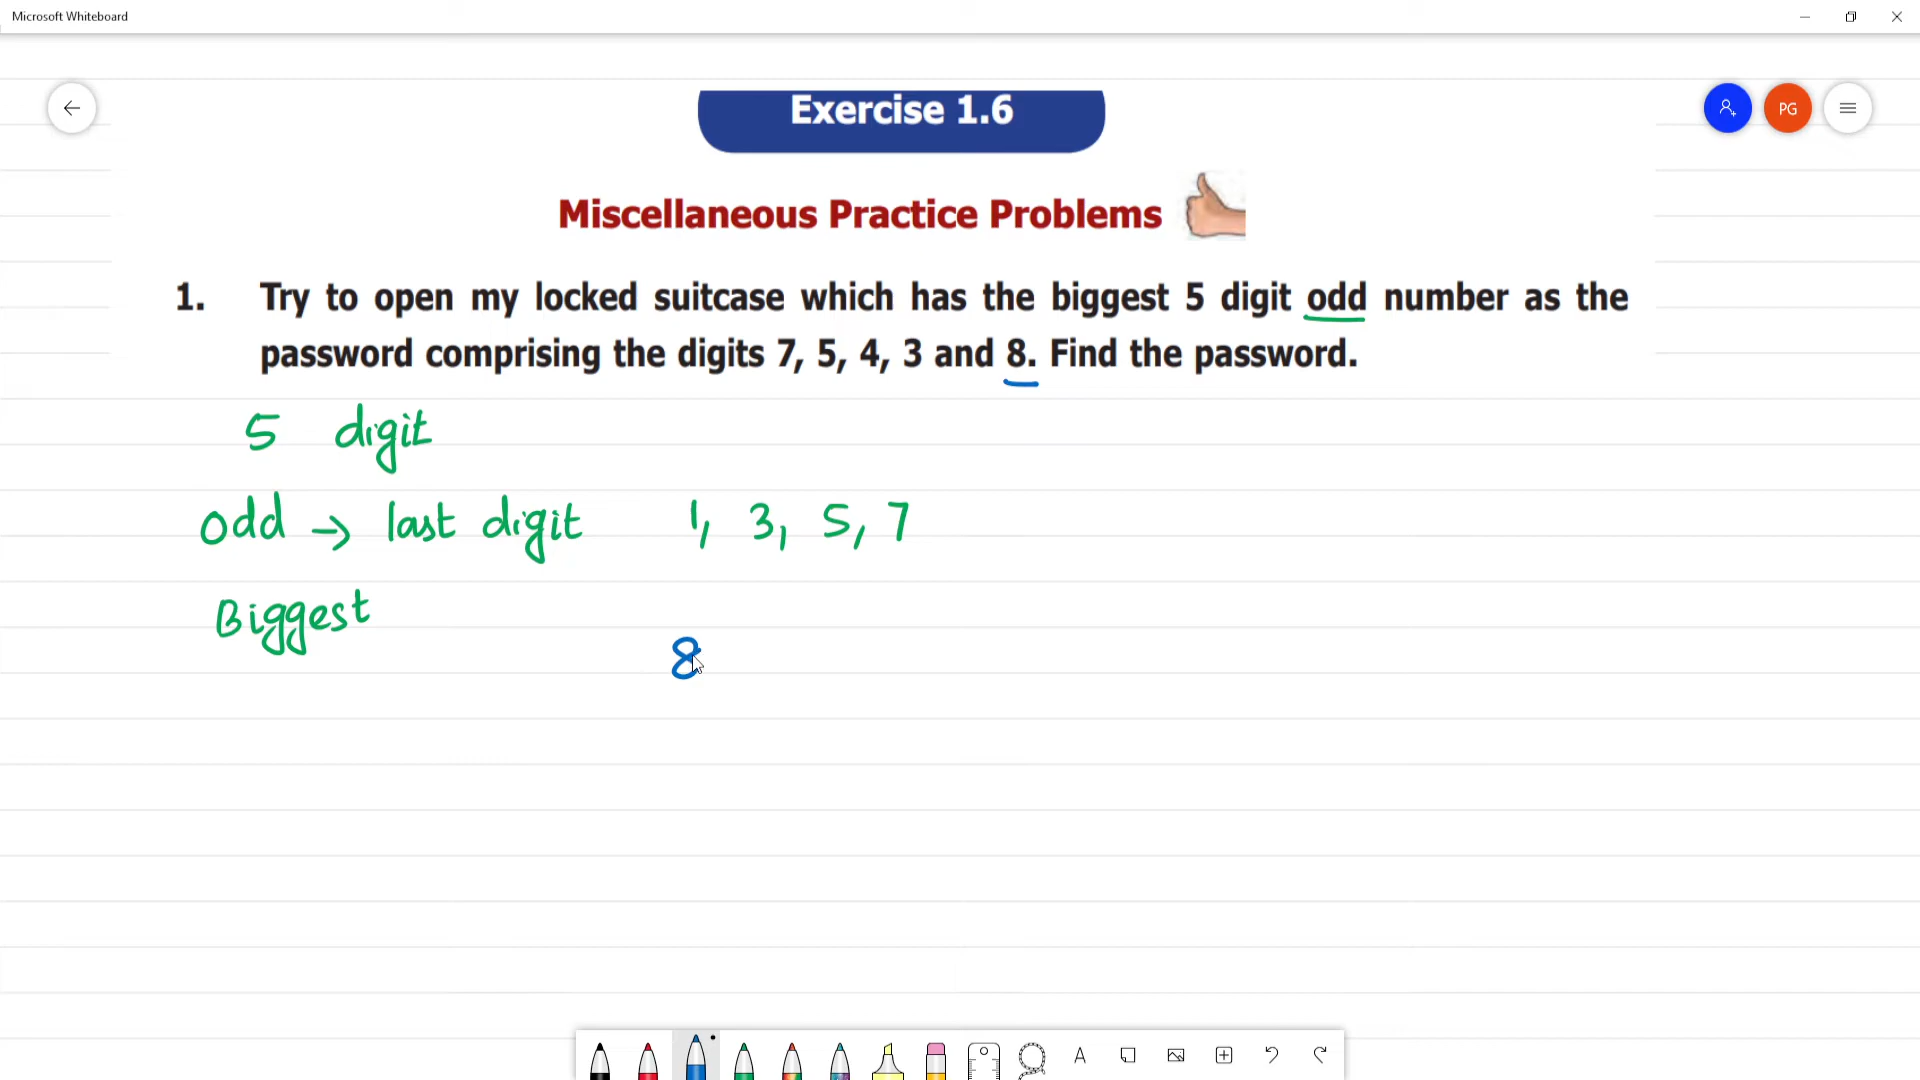 Microsoft Whiteboard
PG
Exercise 1.6
Miscellaneous Practice Problems
1. Try to open my locked suitcase which has the biggest 5 digit odd number as the
password comprising the digits 7, 5, 4, 3 and 8. Find the password.
5 digit
odd → last digit 1, 3, 5, 7
Biggest
8
A